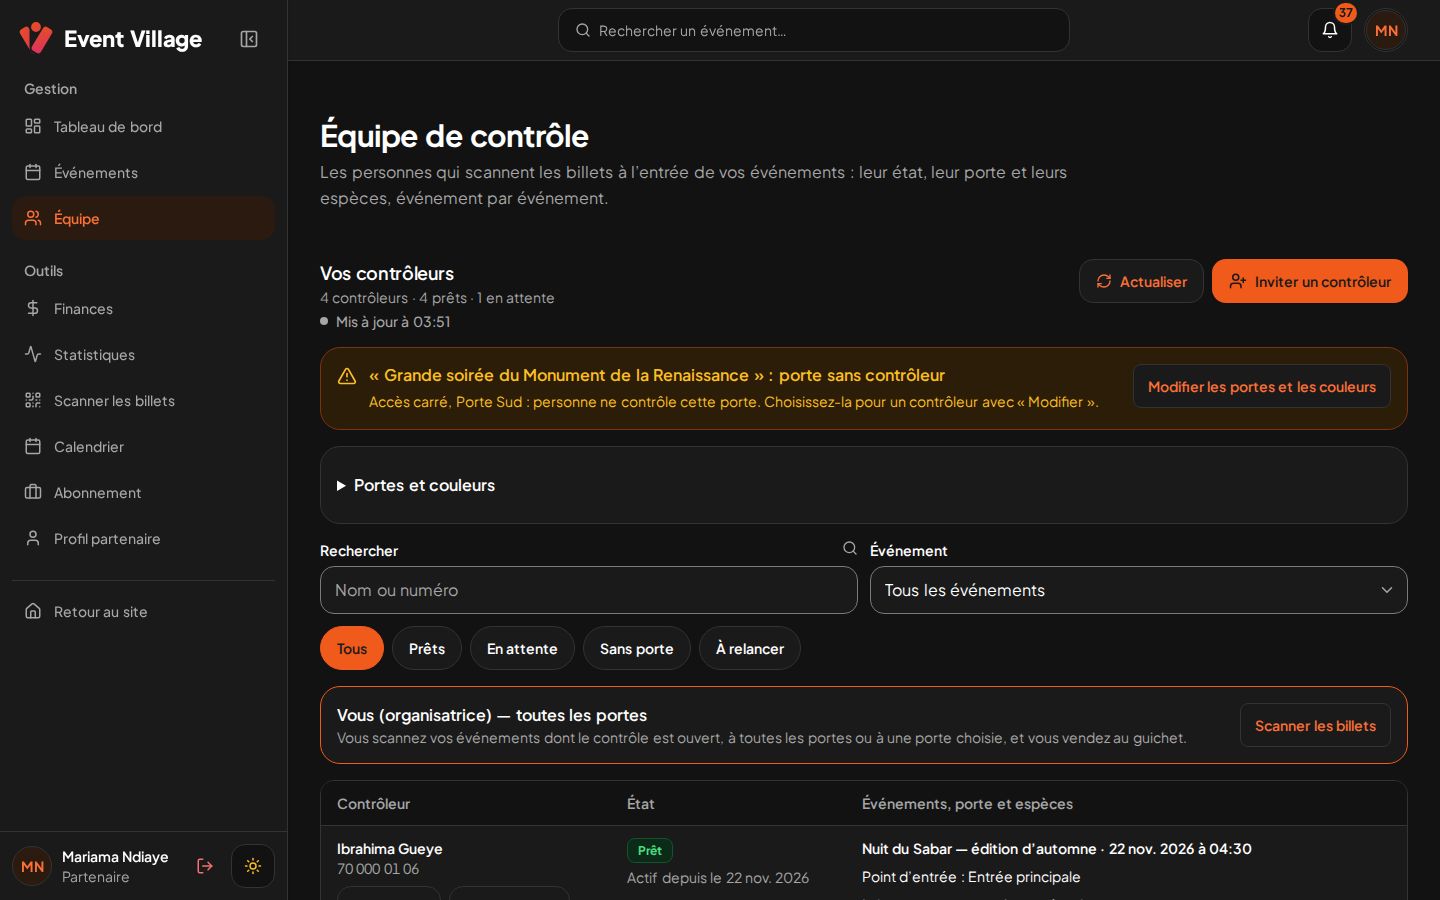 Event Village
Rechercher un événement...
37
MN
Gestion
Tableau de bord
Événements
Équipe
Outils
Finances
Statistiques
Scanner les billets
Calendrier
Abonnement
Profil partenaire
Retour au site
MN
Mariama Ndiaye
Partenaire
Équipe de contrôle
Les personnes qui scannent les billets à l'entrée de vos événements : leur état, leur porte et leurs
espèces, événement par événement.
Vos contrôleurs
4 contrôleurs · 4 prêts · 1 en attente
Mis à jour à 03:51
Actualiser
Inviter un contrôleur
« Grande soirée du Monument de la Renaissance » : porte sans contrôleur
Accès carré, Porte Sud : personne ne contrôle cette porte. Choisissez-la pour un contrôleur avec « Modifier ».
Modifier les portes et les couleurs
Portes et couleurs
Rechercher
Événement
Nom ou numéro
Tous les événements
Tous
Prêts
En attente
Sans porte
À relancer
Vous (organisatrice) — toutes les portes
Vous scannez vos événements dont le contrôle est ouvert, à toutes les portes ou à une porte choisie, et vous vendez au guichet.
Scanner les billets
Contrôleur
État
Événements, porte et espèces
Ibrahima Gueye
70 000 01 06
Prêt
Actif depuis le 22 nov. 2026
Nuit du Sabar — édition d'automne · 22 nov. 2026 à 04:30
Point d'entrée : Entrée principale